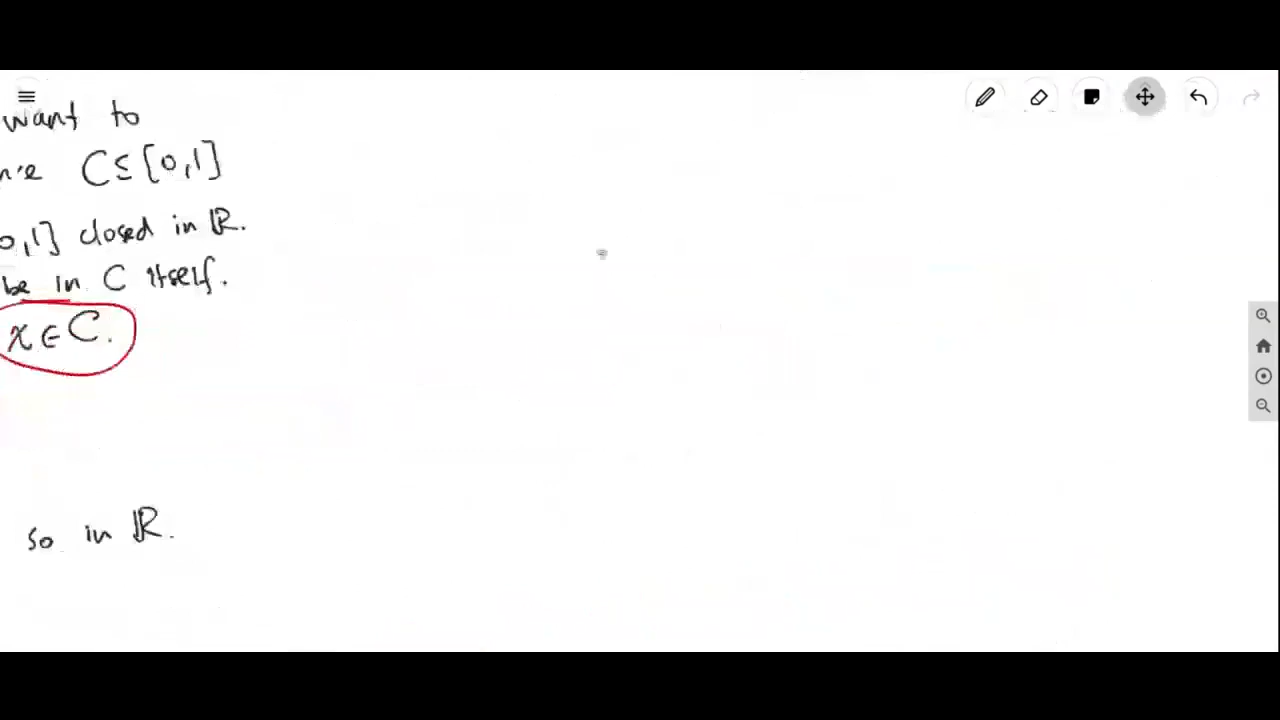 want to
C ⊆ [0,1]
0,1] closed in ℝ.
be in C itself.
x ∈ C.
so in ℝ.